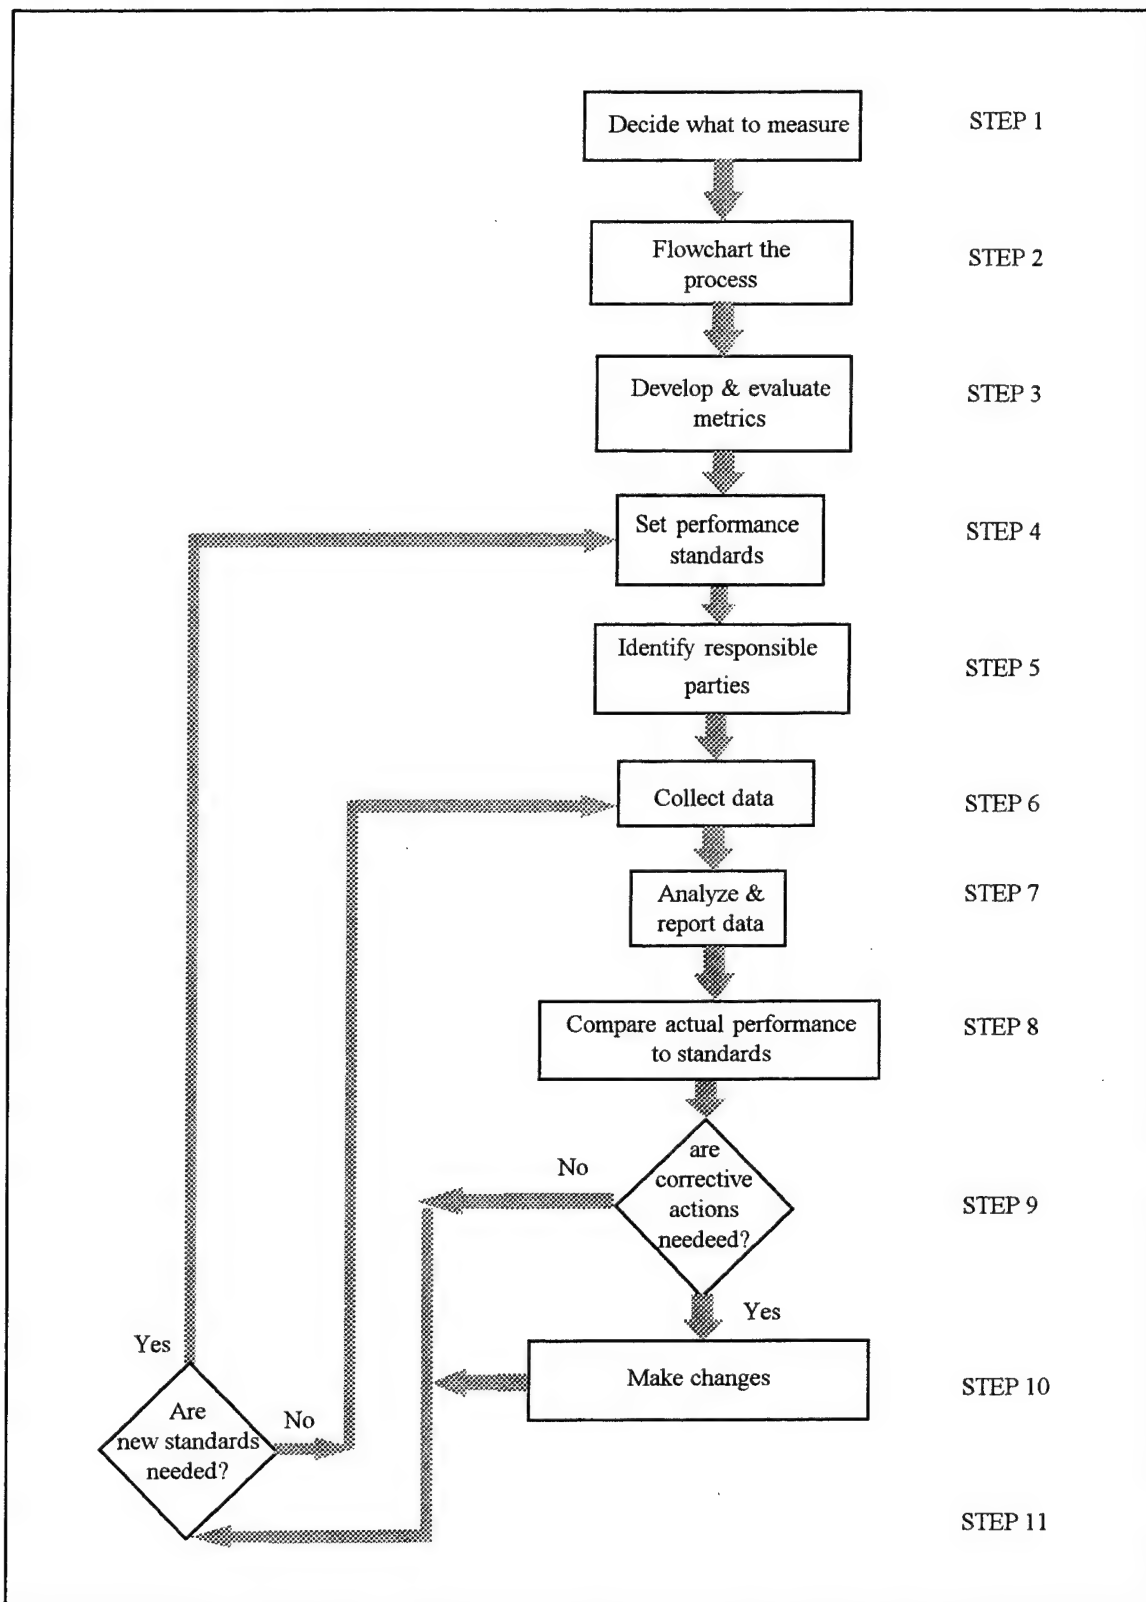 Decide what to measure
STEP 1
Flowchart the
process
STEP 2
Develop & evaluate
metrics
STEP 3
Set performance
standards
STEP 4
Identify responsible
parties
STEP 5
Collect data
STEP 6
Analyze &
report data
STEP 7
Compare actual performance
to standards
STEP 8
are
corrective
actions
needeed?
No
STEP 9
Yes
Make changes
STEP 10
Yes
Are
new standards
needed?
No
STEP 11